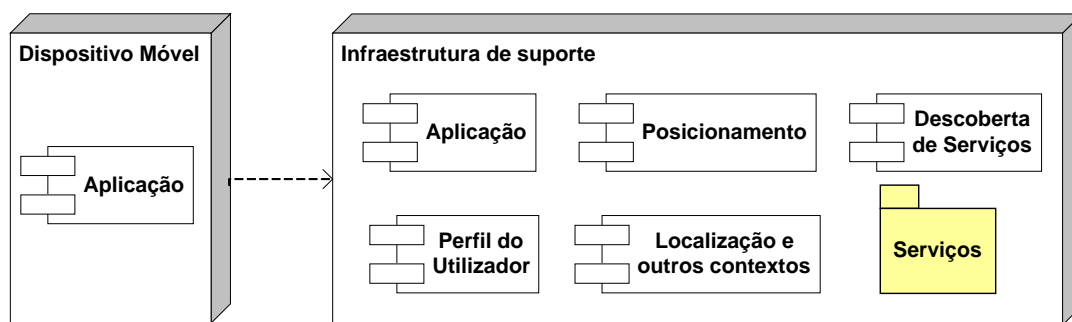 Dispositivo Móvel
Aplicação
Infraestrutura de suporte
Aplicação
Posicionamento
Descoberta
de Serviços
Perfil do
Utilizador
Localização e
outros contextos
Serviços